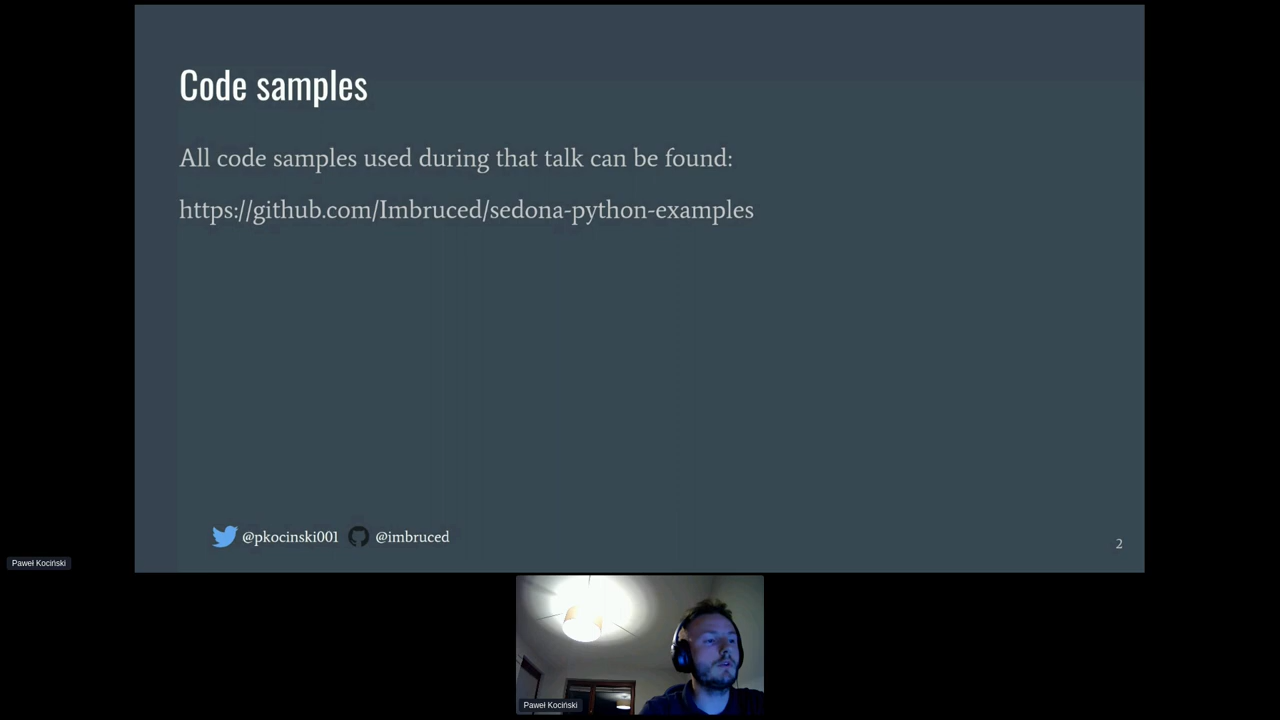 Code samples
All code samples used during that talk can be found:
https://github.com/Imbruced/sedona-python-examples
@pkocinski001 @imbruced
2
Paweł Kociński
Paweł Kociński